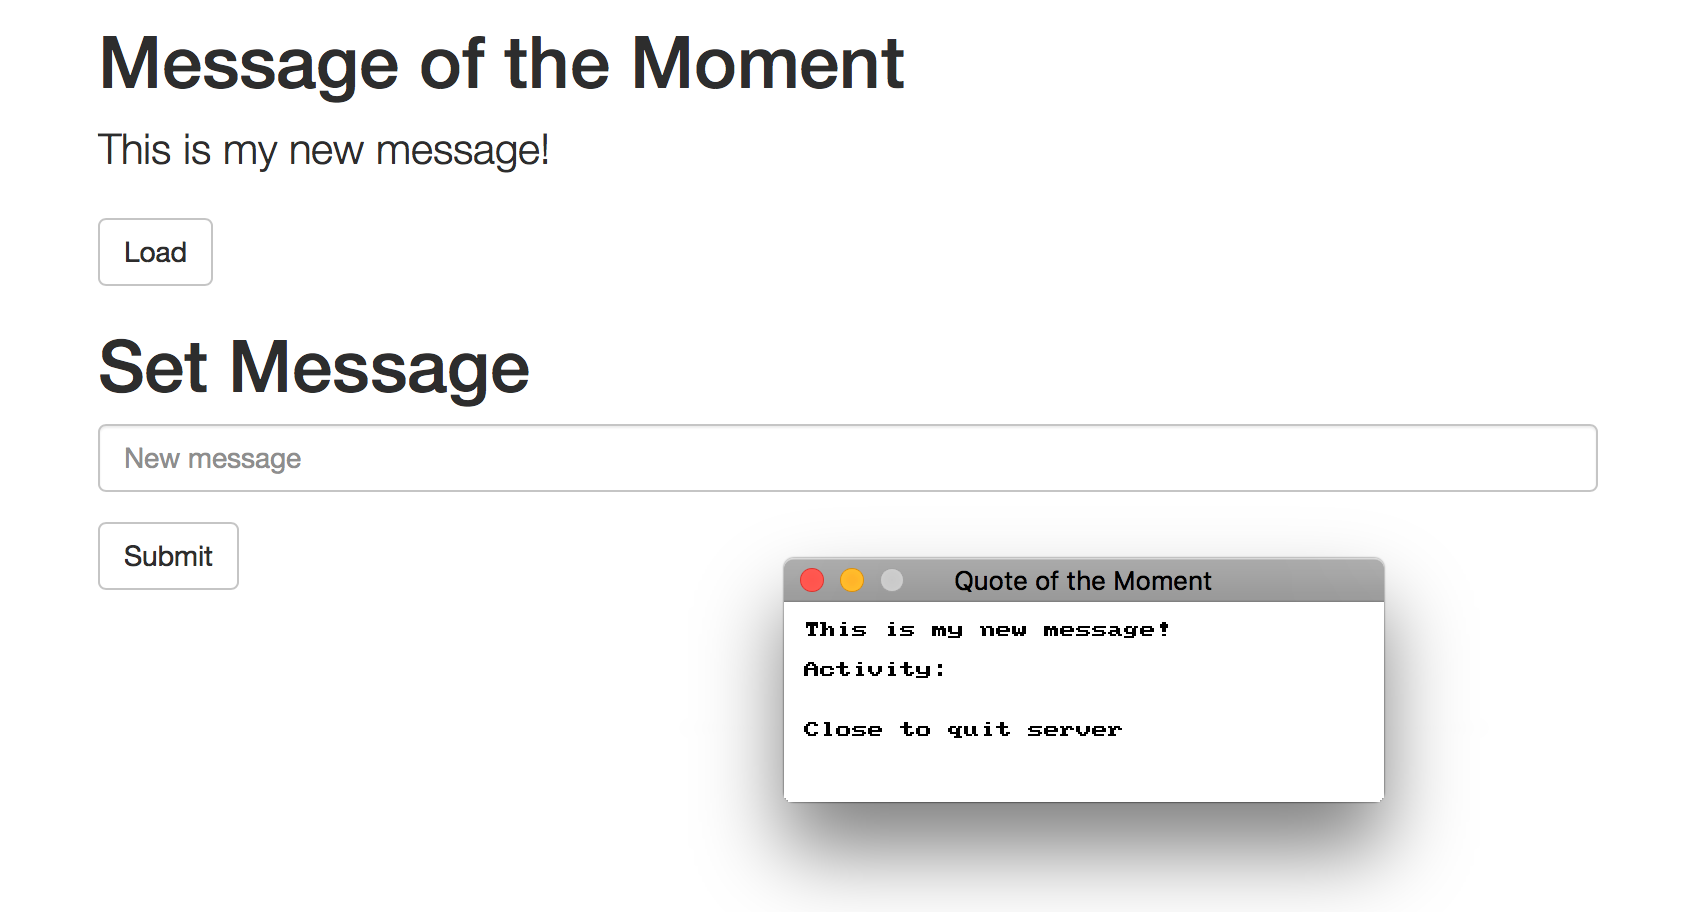 Message of the Moment
This is my new message!
Load
Set Message
New message
Submit
Quote of the Moment
This is my new message!
Activity:
Close to quit server